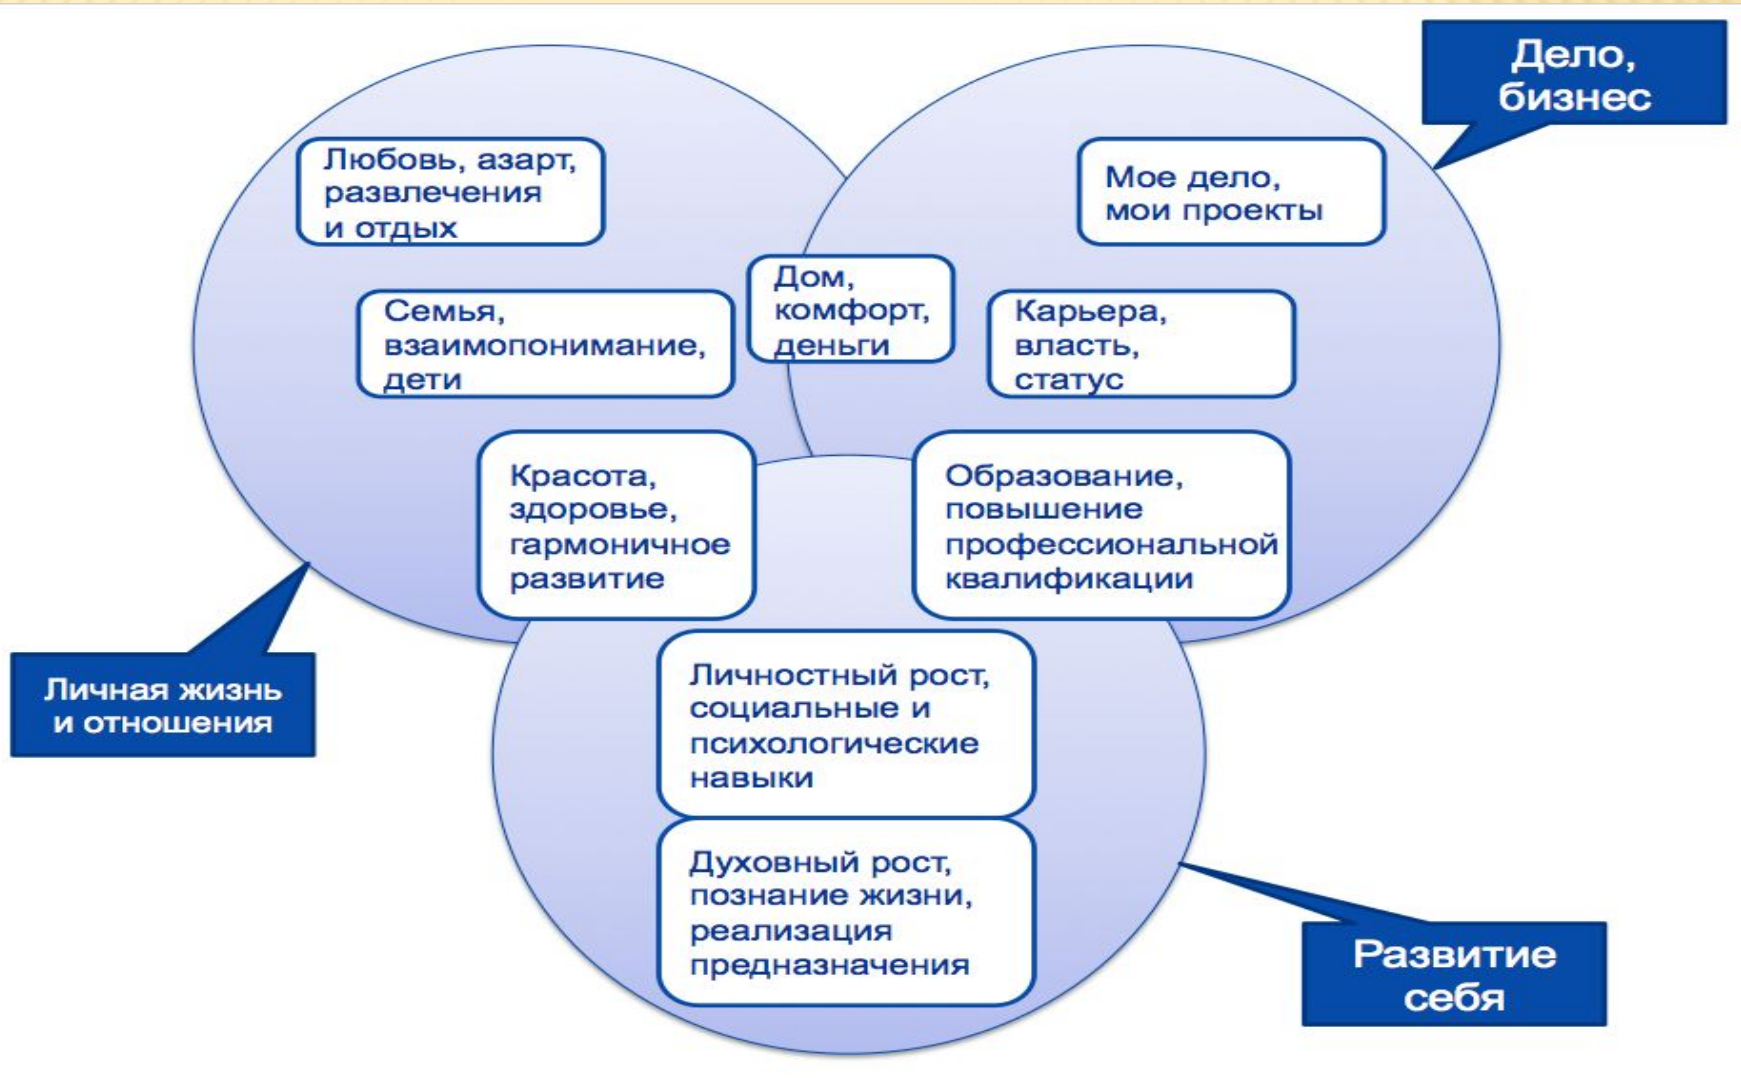 Дело,
бизнес
Любовь, азарт,
развлечения
и отдых
Мое дело,
мои проекты
Дом,
комфорт,
деньги
Семья,
взаимопонимание,
дети
Карьера,
власть,
статус
Красота,
здоровье,
гармоничное
развитие
Образование,
повышение
профессиональной
квалификации
Личная жизнь
и отношения
Личностный рост,
социальные и
психологические
навыки
Духовный рост,
познание жизни,
реализация
предназначения
Развитие
себя